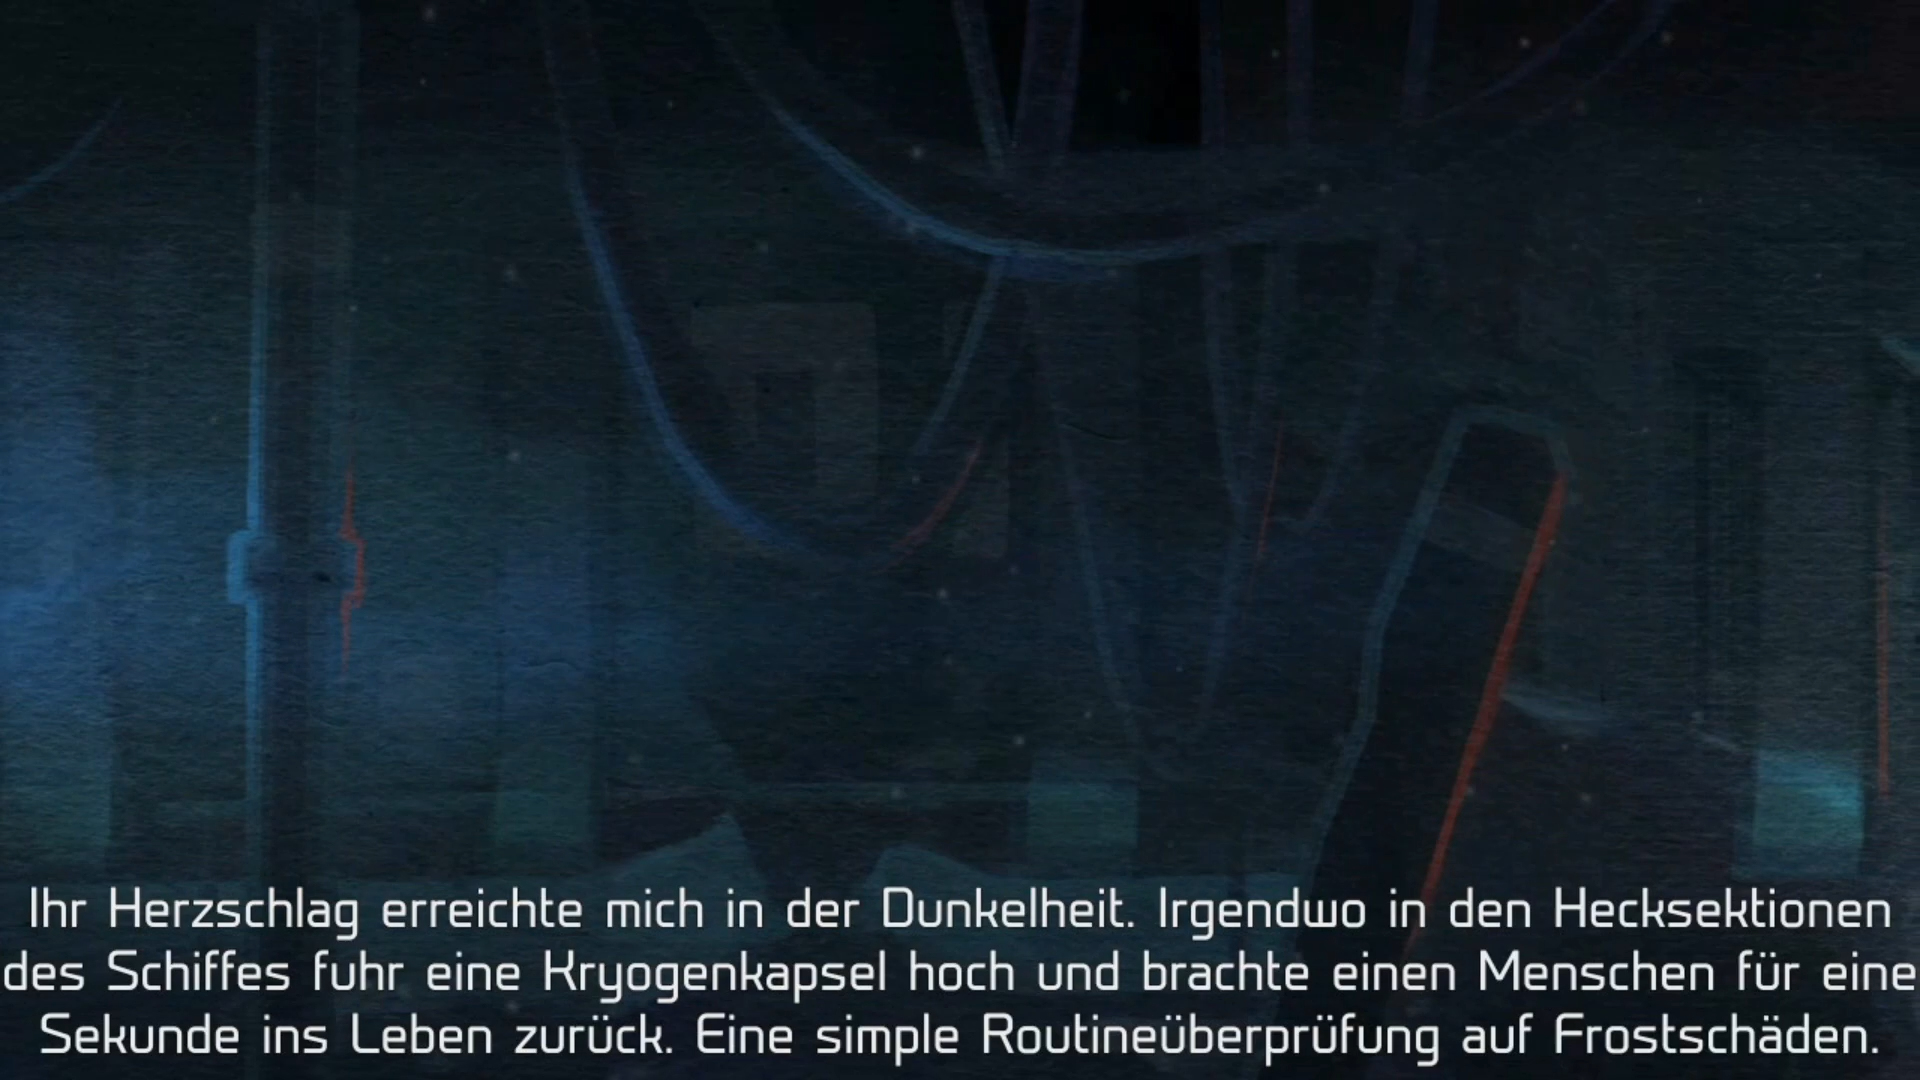 Ihr Herzschlag erreichte mich in der Dunkelheit. Irgendwo in den Hecksektionen
des Schiffes fuhr eine Kryogenkapsel hoch und brachte einen Menschen für eine
Sekunde ins Leben zurück. Eine simple Routineüberprüfung auf Frostschäden.